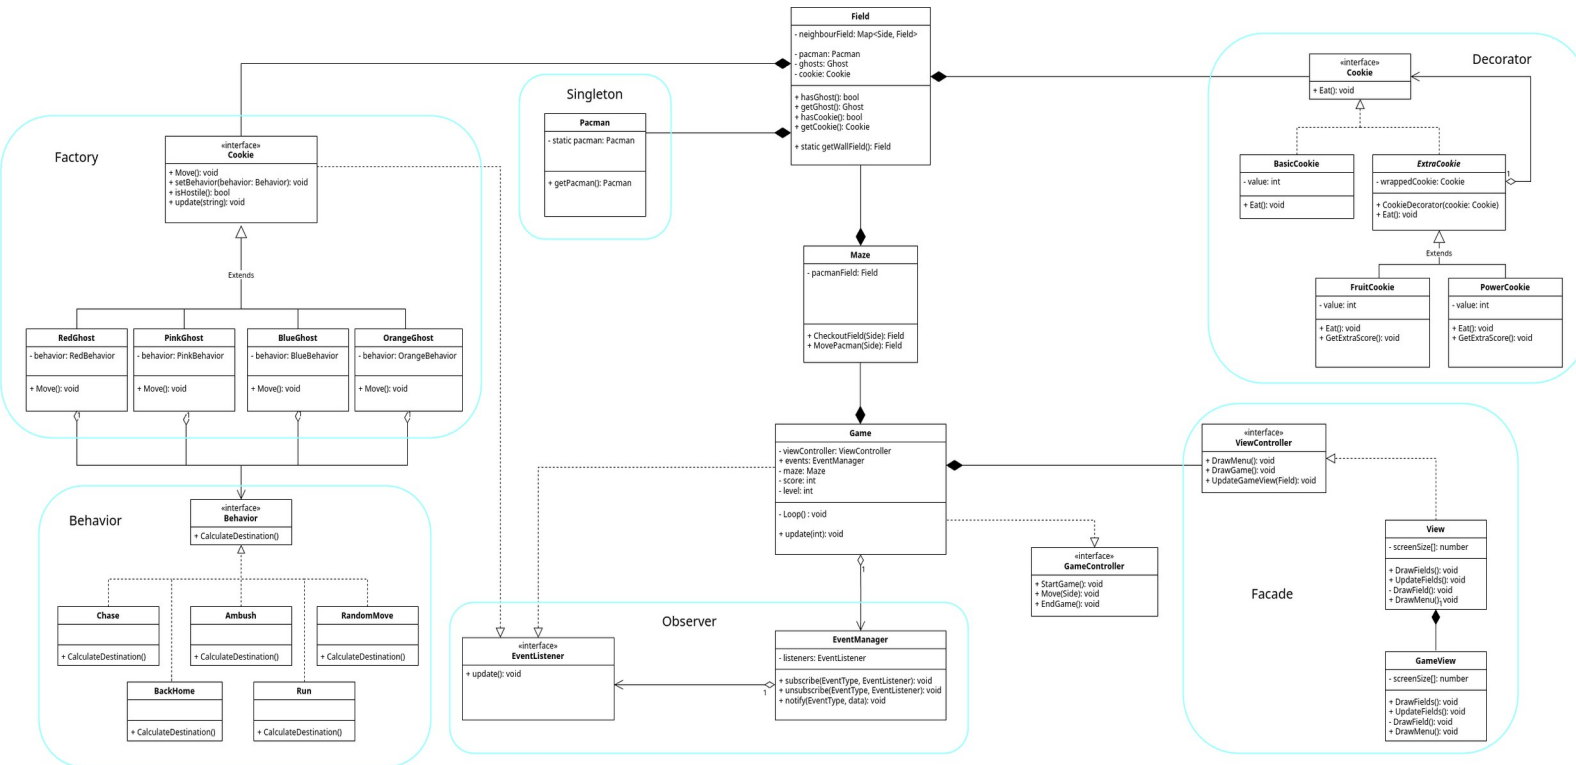 Field
- neighbourField: Map<Side, Field>
- pacman: Pacman
- ghosts: Ghost
- cookie: Cookie
+ hasGhost(): bool
+ getGhost(): Ghost
+ hasCookie(): bool
+ getCookie(): Cookie
+ static getWallField(): Field
Singleton
Pacman
- static pacman: Pacman
+ getPacman(): Pacman
Decorator
«interface»
Cookie
+ Eat(): void
BasicCookie
- value: int
+ Eat(): void
ExtraCookie
- wrappedCookie: Cookie
+ CookieDecorator(cookie: Cookie)
+ Eat(): void
1
Extends
FruitCookie
- value: int
+ Eat(): void
+ GetExtraScore(): void
PowerCookie
- value: int
+ Eat(): void
+ GetExtraScore(): void
Factory
«interface»
Cookie
+ Move(): void
+ setBehavior(behavior: Behavior): void
+ isHostile(): bool
+ update(string): void
Extends
RedGhost
- behavior: RedBehavior
+ Move(): void
1
PinkGhost
- behavior: PinkBehavior
+ Move(): void
1
BlueGhost
- behavior: BlueBehavior
+ Move(): void
1
OrangeGhost
- behavior: OrangeBehavior
+ Move(): void
1
Maze
- pacmanField: Field
+ CheckoutField(Side): Field
+ MovePacman(Side): Field
Game
- viewController: ViewController
+ events: EventManager
- maze: Maze
- score: int
- level: int
- Loop() : void
+ update(int): void
1
Behavior
«interface»
Behavior
+ CalculateDestination()
Chase
+ CalculateDestination()
Ambush
+ CalculateDestination()
RandomMove
+ CalculateDestination()
BackHome
+ CalculateDestination()
Run
+ CalculateDestination()
Observer
«interface»
EventListener
+ update(): void
EventManager
- listeners: EventListener
+ subscribe(EventType, EventListener): void
+ unsubscribe(EventType, EventListener): void
+ notify(EventType, data): void
1
«interface»
GameController
+ StartGame(): void
+ Move(Side): void
+ EndGame(): void
Facade
«interface»
ViewController
+ DrawMenu(): void
+ DrawGame(): void
+ UpdateGameView(Field): void
View
- screenSize[]: number
+ DrawFields(): void
+ UpdateFields(): void
- DrawField(): void
+ DrawMenu(): void
1
GameView
- screenSize[]: number
+ DrawFields(): void
+ UpdateFields(): void
- DrawField(): void
+ DrawMenu(): void